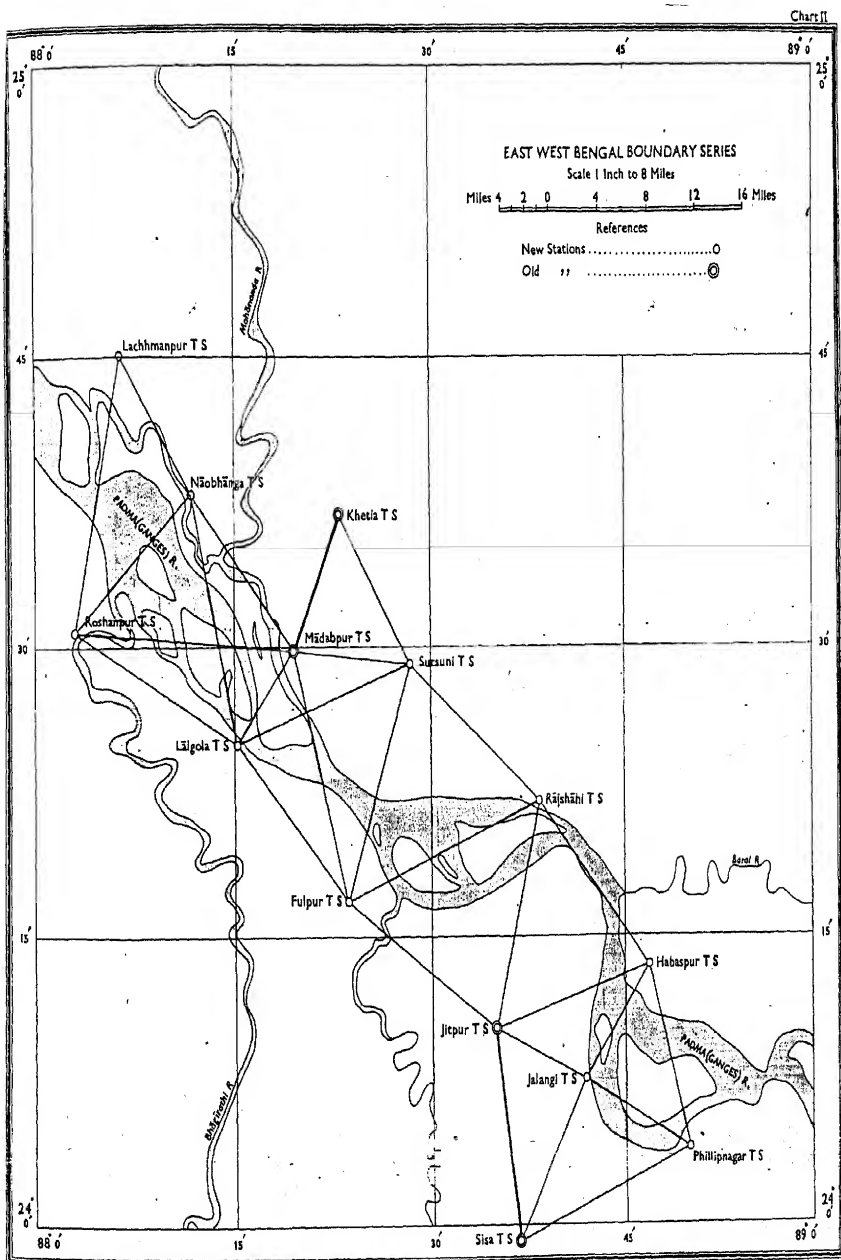 Chart II
88° 0′ 15′ 30′ 45′ 89° 0′
25° 0′ 25° 0′
EAST WEST BENGAL BOUNDARY SERIES
Scale 1 Inch to 8 Miles
Miles 4 2 0 4 8 12 16 Miles
References
New Stations
Old ,,
Mahānanda R
Lachhmanpur T S
45′ 45′
Nāobhānga T S
PADMA (GANGES) R.
Khetla T S
Roshanpur T S
Mādabpur T S
30′ 30′
Sursuni T S
Lālgola T S
Rājshāhi T S
Baral R
Fulpur T S
15′ 15′
Habaspur T S
Jitpur T S
PADMA (GANGES) R.
Jalangi T S
Bhāgirathi R
Phillipnagar T S
24° 0′ 24° 0′
Sisa T S
88° 0′ 15′ 30′ 45′ 89° 0′